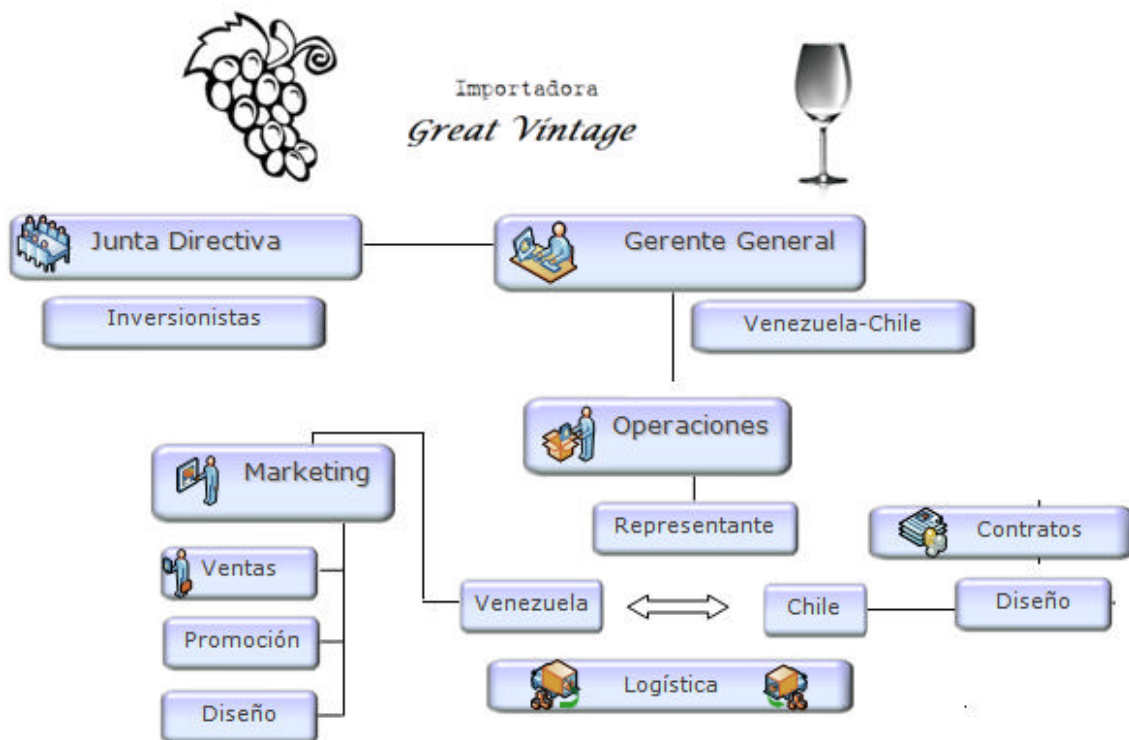 Importadora
Great Vintage
Junta Directiva
Gerente General
Inversionistas
Venezuela-Chile
Operaciones
Marketing
Representante
Contratos
Ventas
Venezuela
Chile
Diseño
Promoción
Logística
Diseño